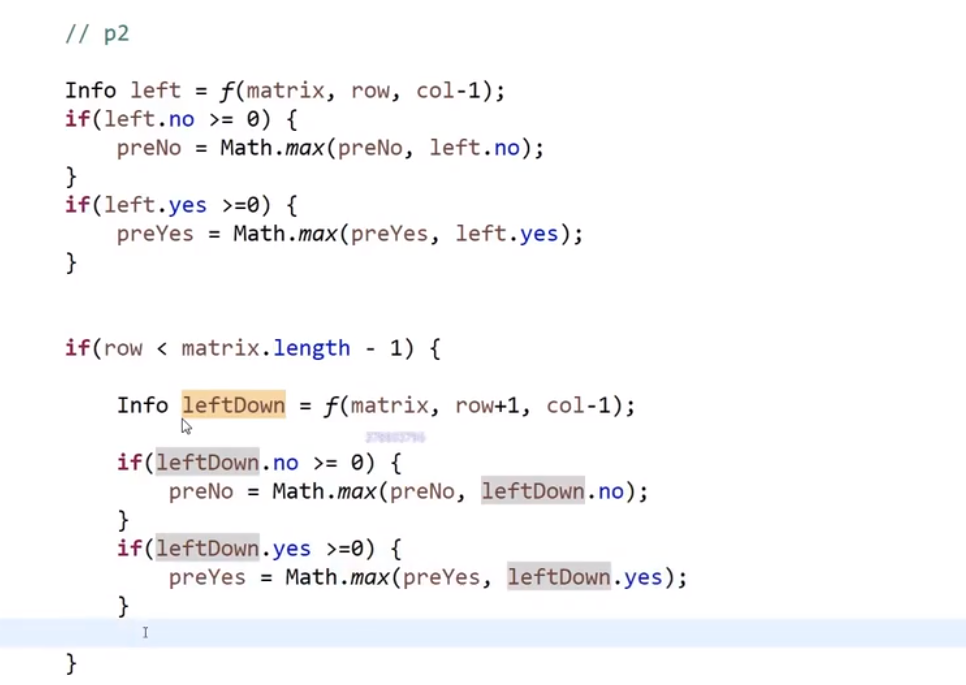 // p2
Info left = f(matrix, row, col-1);
if(left.no >= 0) {
preNo = Math.max(preNo, left.no);
}
if(left.yes >=0) {
preYes = Math.max(preYes, left.yes);
}
if(row < matrix.length - 1) {
Info leftDown = f(matrix, row+1, col-1);
if(leftDown.no >= 0) {
preNo = Math.max(preNo, leftDown.no);
}
if(leftDown.yes >=0) {
preYes = Math.max(preYes, leftDown.yes);
}
}